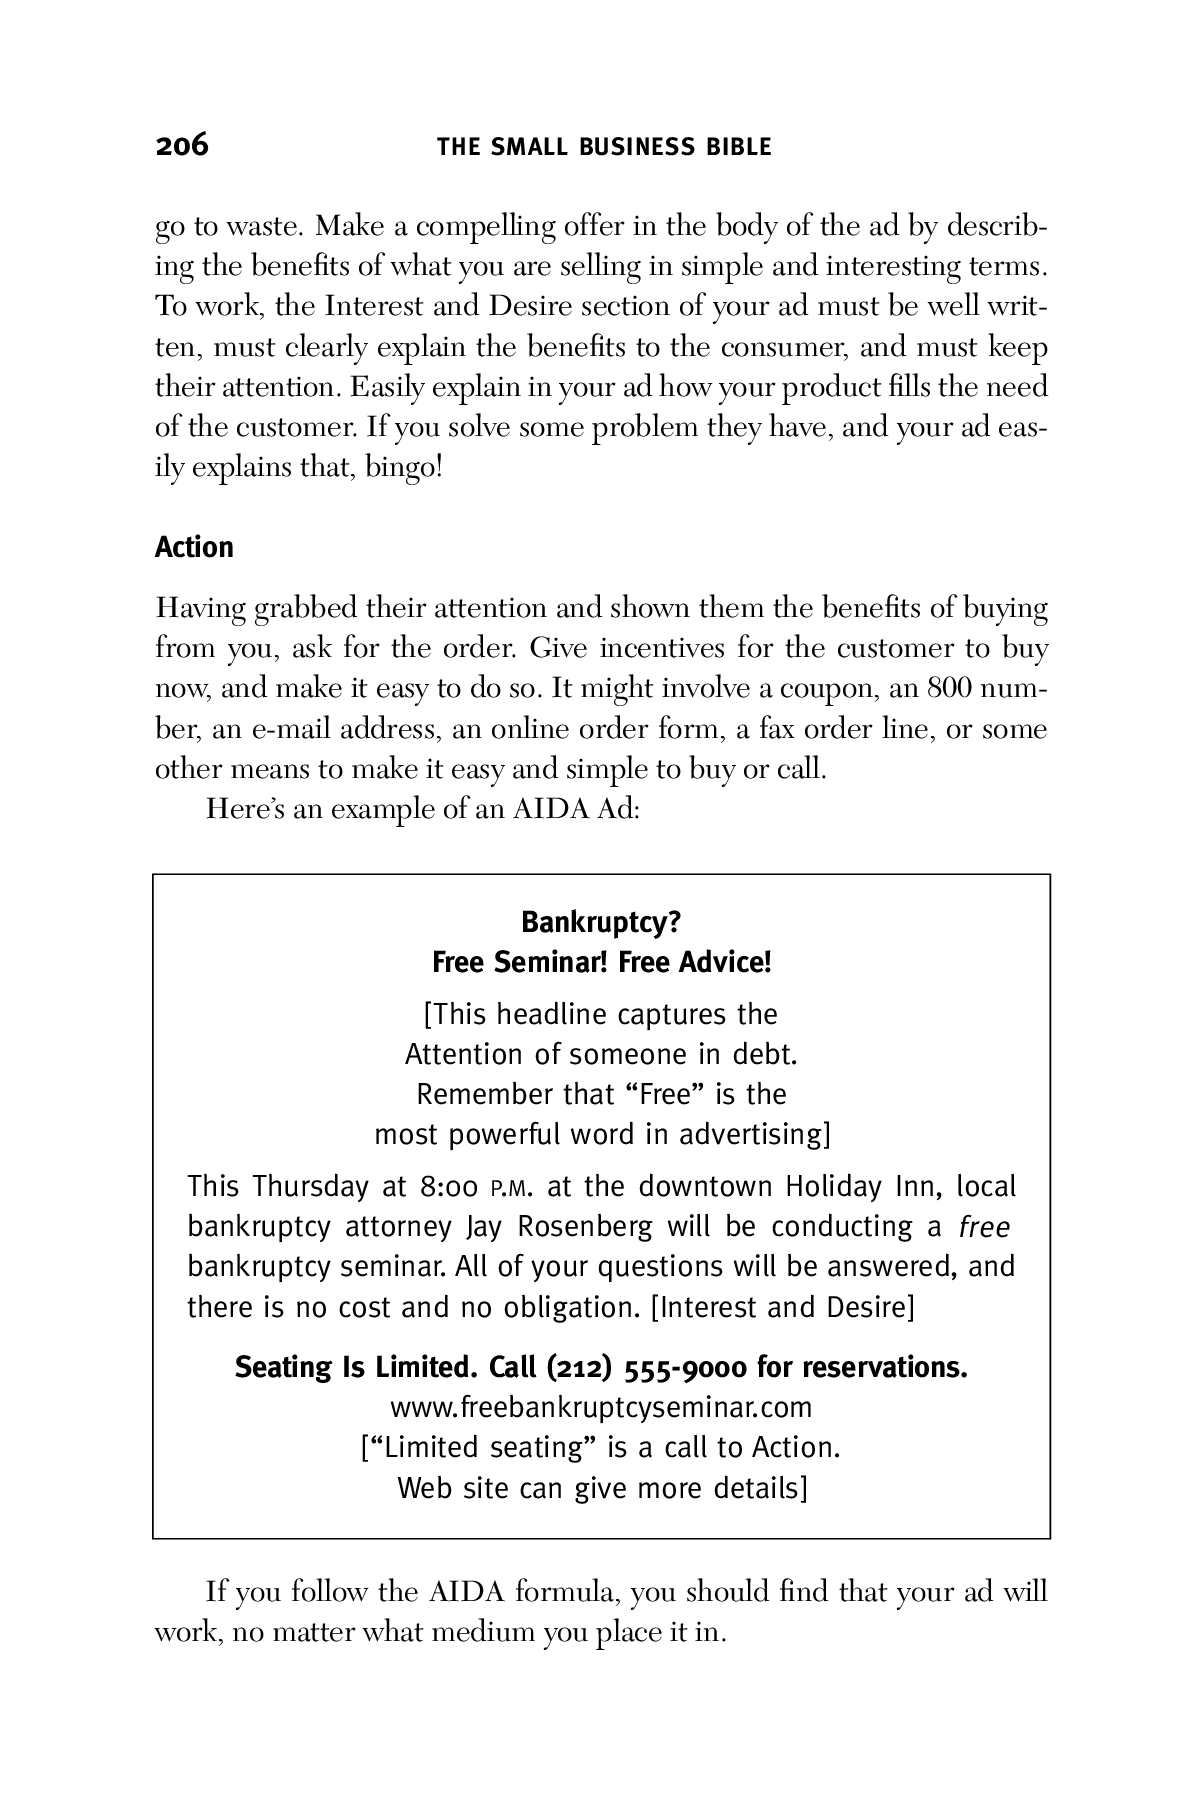 206 THE SMALL BUSINESS BIBLE
go to waste. Make a compelling offer in the body of the ad by describ-
ing the benefits of what you are selling in simple and interesting terms.
To work, the Interest and Desire section of your ad must be well writ-
ten, must clearly explain the benefits to the consumer, and must keep
their attention. Easily explain in your ad how your product fills the need
of the customer. If you solve some problem they have, and your ad eas-
ily explains that, bingo!
Action
Having grabbed their attention and shown them the benefits of buying
from you, ask for the order. Give incentives for the customer to buy
now, and make it easy to do so. It might involve a coupon, an 800 num-
ber, an e-mail address, an online order form, a fax order line, or some
other means to make it easy and simple to buy or call.
Here’s an example of an AIDA Ad:
Bankruptcy?
Free Seminar! Free Advice!
[This headline captures the
Attention of someone in debt.
Remember that “Free” is the
most powerful word in advertising]
This Thursday at 8:00 P.M. at the downtown Holiday Inn, local
bankruptcy attorney Jay Rosenberg will be conducting a free
bankruptcy seminar. All of your questions will be answered, and
there is no cost and no obligation. [Interest and Desire]
Seating Is Limited. Call (212) 555-9000 for reservations.
www.freebankruptcyseminar.com
[“Limited seating” is a call to Action.
Web site can give more details]
If you follow the AIDA formula, you should find that your ad will
work, no matter what medium you place it in.